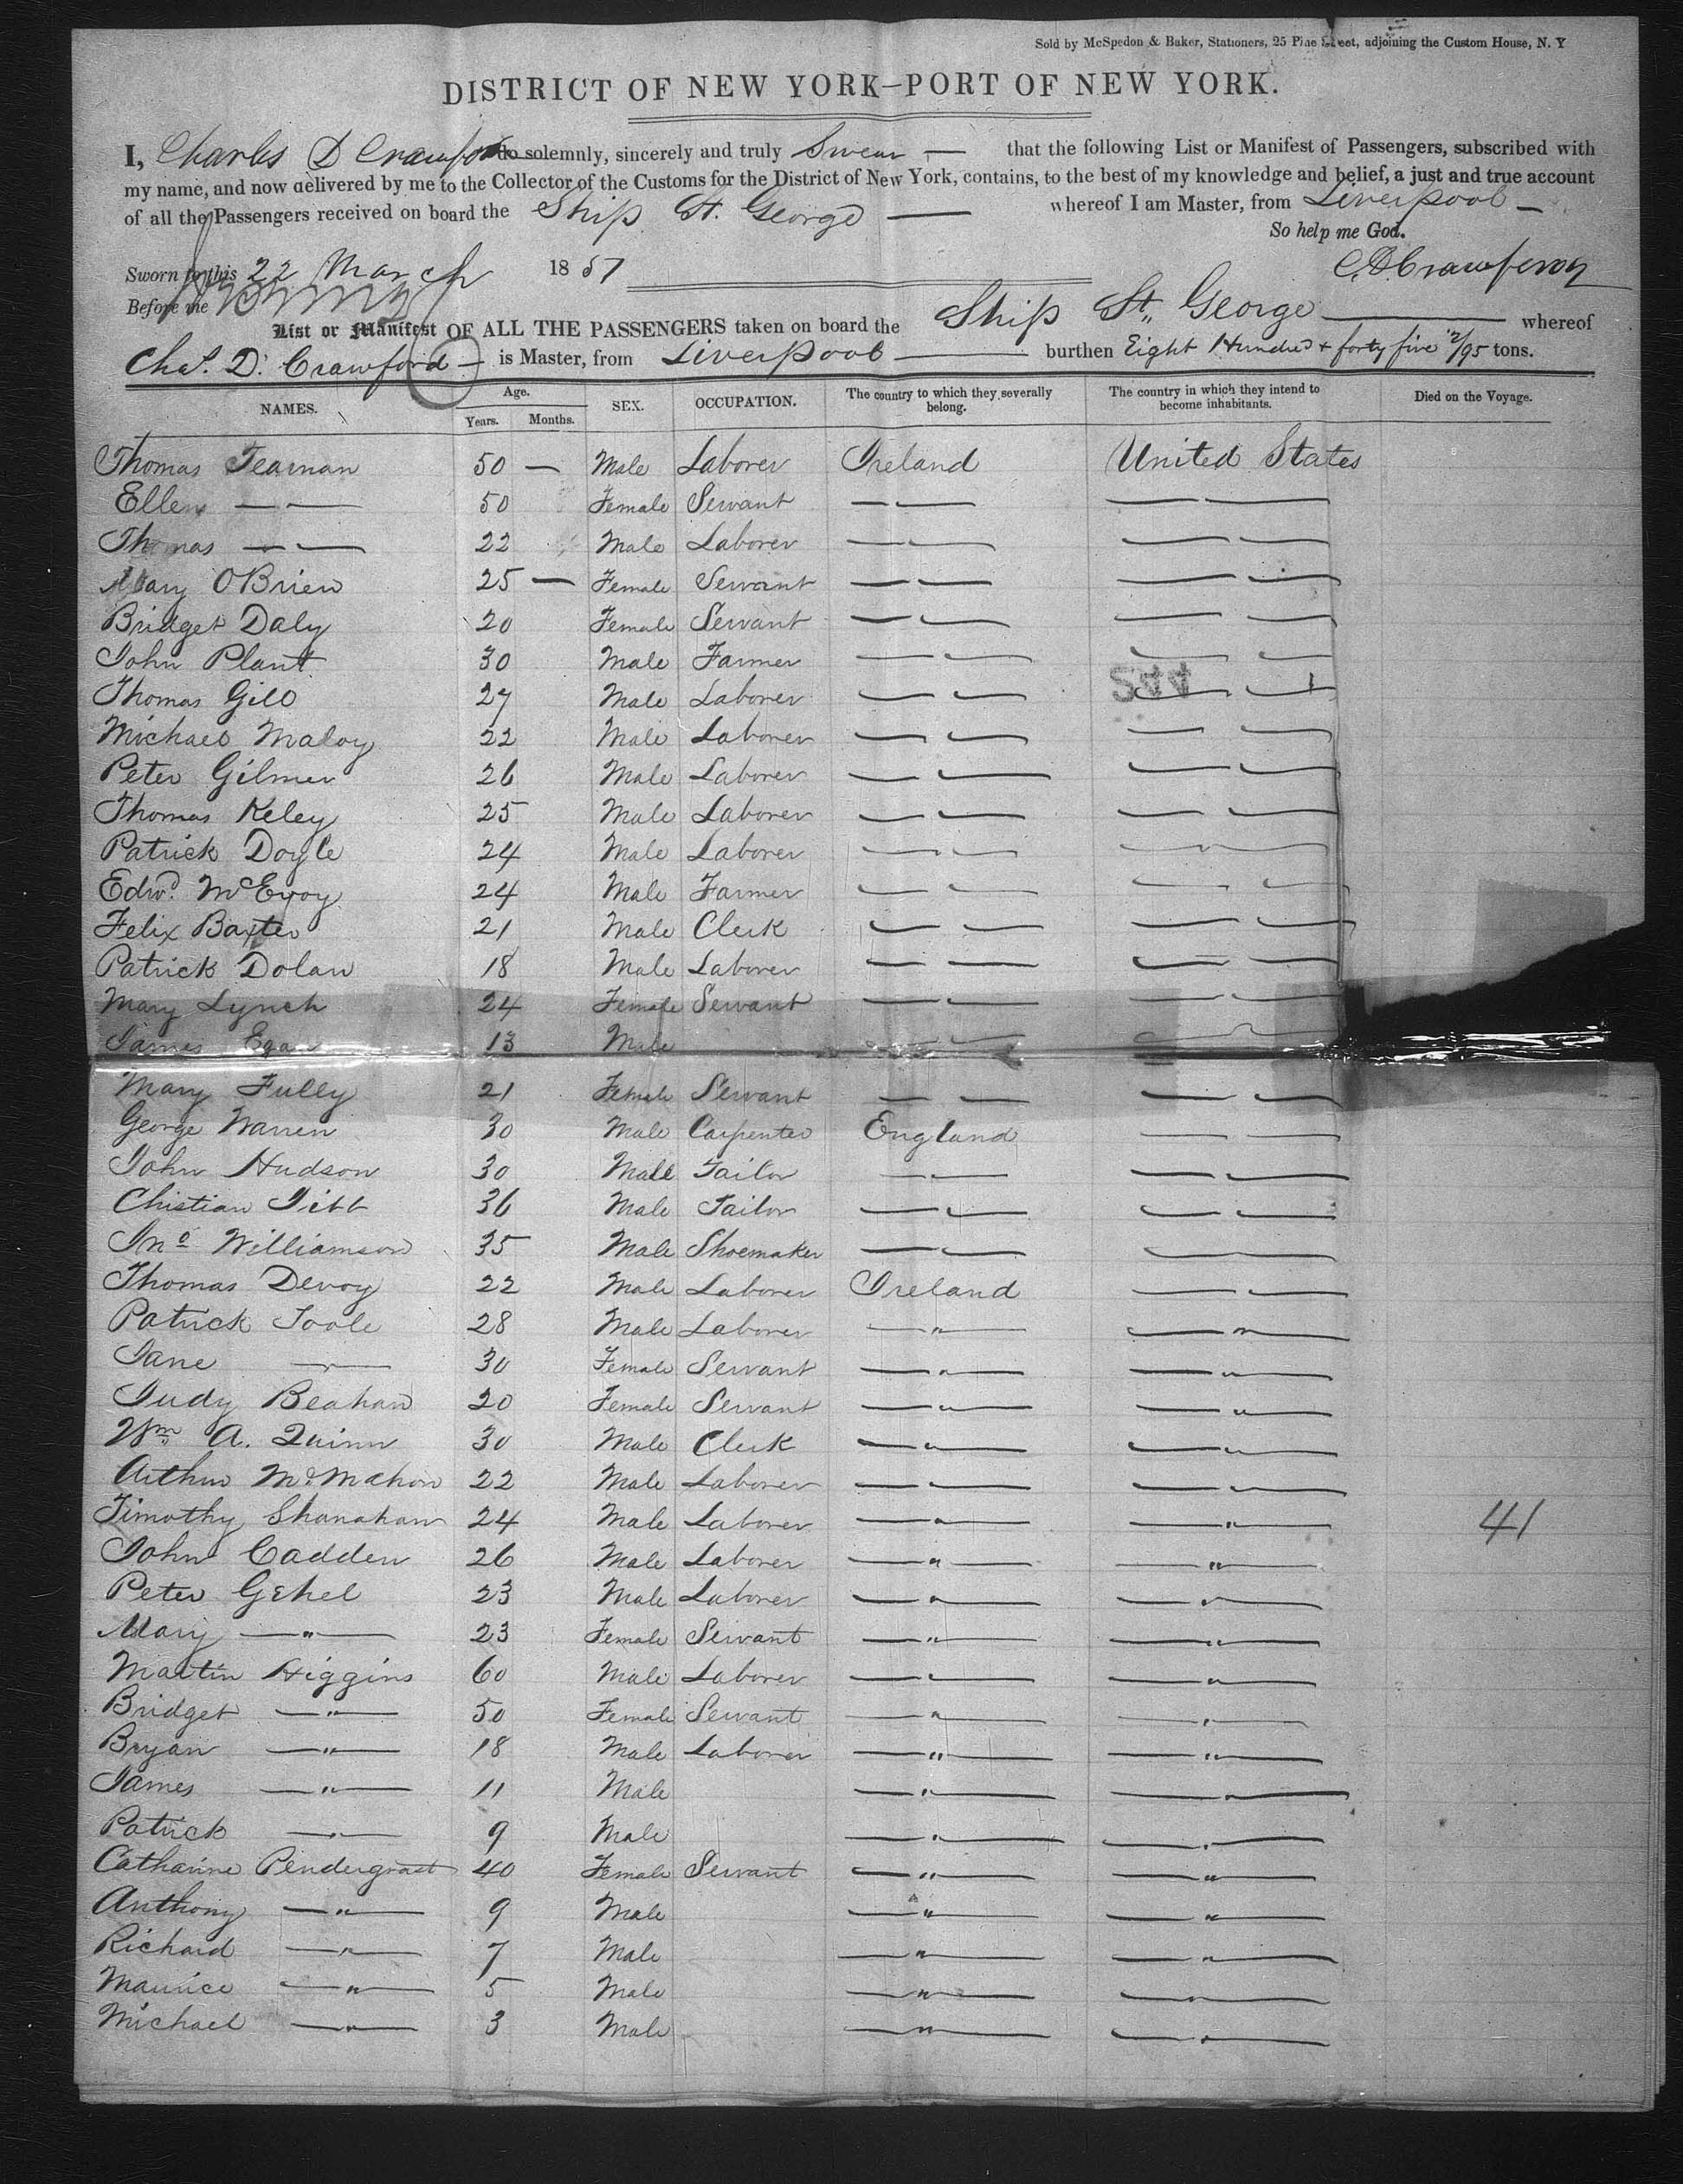 Sold by McSpedon & Baker, Stationers, 25 Pine Street, adjoining the Custom House, N. Y
DISTRICT OF NEW YORK—PORT OF NEW YORK.
I, Charles D Crawford do solemnly, sincerely and truly Swear — that the following List or Manifest of Passengers, subscribed with
my name, and now delivered by me to the Collector of the Customs for the District of New York, contains, to the best of my knowledge and belief, a just and true account
of all the Passengers received on board the Ship St. George — whereof I am Master, from Liverpool —
So help me God.
Sworn to this 22 March 1851 C.D. Crawford
Before me
List or Manifest OF ALL THE PASSENGERS taken on board the Ship St. George — whereof
Chas. D. Crawford — is Master, from Liverpool — burthen Eight Hundred + forty five 12/95 tons.
NAMES. Age. Years. Months. SEX. OCCUPATION. The country to which they severally belong. The country in which they intend to become inhabitants. Died on the Voyage.
Thomas 50 — Male Laborer Ireland United States
Ellen — — 50 Female Servant — — — —
Thomas — — 22 Male Laborer — — — —
Mary OBrien 25 — Female Servant — — — —
Bridget Daly 20 Female Servant — — — —
John Plant 30 Male Farmer — — — —
Thomas Gill 27 Male Laborer — — — —
Michael Maloy 22 Male Laborer — — — —
Peter Gilmer 26 Male Laborer — — — —
Thomas Keley 25 Male Laborer — — — —
Patrick Doyle 24 Male Laborer — — — —
Edwd. McEvoy 24 Male Farmer — — — —
Felix Baxter 21 Male Clerk — — — —
Patrick Dolan 18 Male Laborer — — — —
Mary Lynch 24 Female Servant — — — —
James Egan 13 Male — — — —
Mary Fully 21 Female Servant — — — —
George Warren 30 Male Carpenter England — —
John Hudson 30 Male Tailor — — — —
Chistian 36 Male Tailor — — — —
Jno Williamson 35 Male Shoemaker — — — —
Thomas Devoy 22 Male Laborer Ireland — —
Patrick Toole 28 Male Laborer — " — — " —
Jane — 30 Female Servant — " — — " —
Judy Beahan 20 Female Servant — " — — " —
Wm A. Quinn 30 Male Clerk — " — — " —
Arthur McMahon 22 Male Laborer — " — — " —
Timothy Shanahan 24 Male Laborer — " — — " — 41
John Cadden 26 Male Laborer — " — — " —
Peter Gehel 23 Male Laborer — " — — " —
Mary — " — 23 Female Servant — " — — " —
Martin Higgins 60 Male Laborer — " — — " —
Bridget — " — 50 Female Servant — " — — " —
Bryan — " — 18 Male Laborer — " — — " —
James — " — 11 Male — " — — " —
Patrick — " — 9 Male — " — — " —
Catharine Pendergrast 40 Female Servant — " — — " —
Anthony — " — 9 Male — " — — " —
Richard — " — 7 Male — " — — " —
Maurice — " — 5 Male — " — — " —
Michael — " — 3 Male — " — — " —